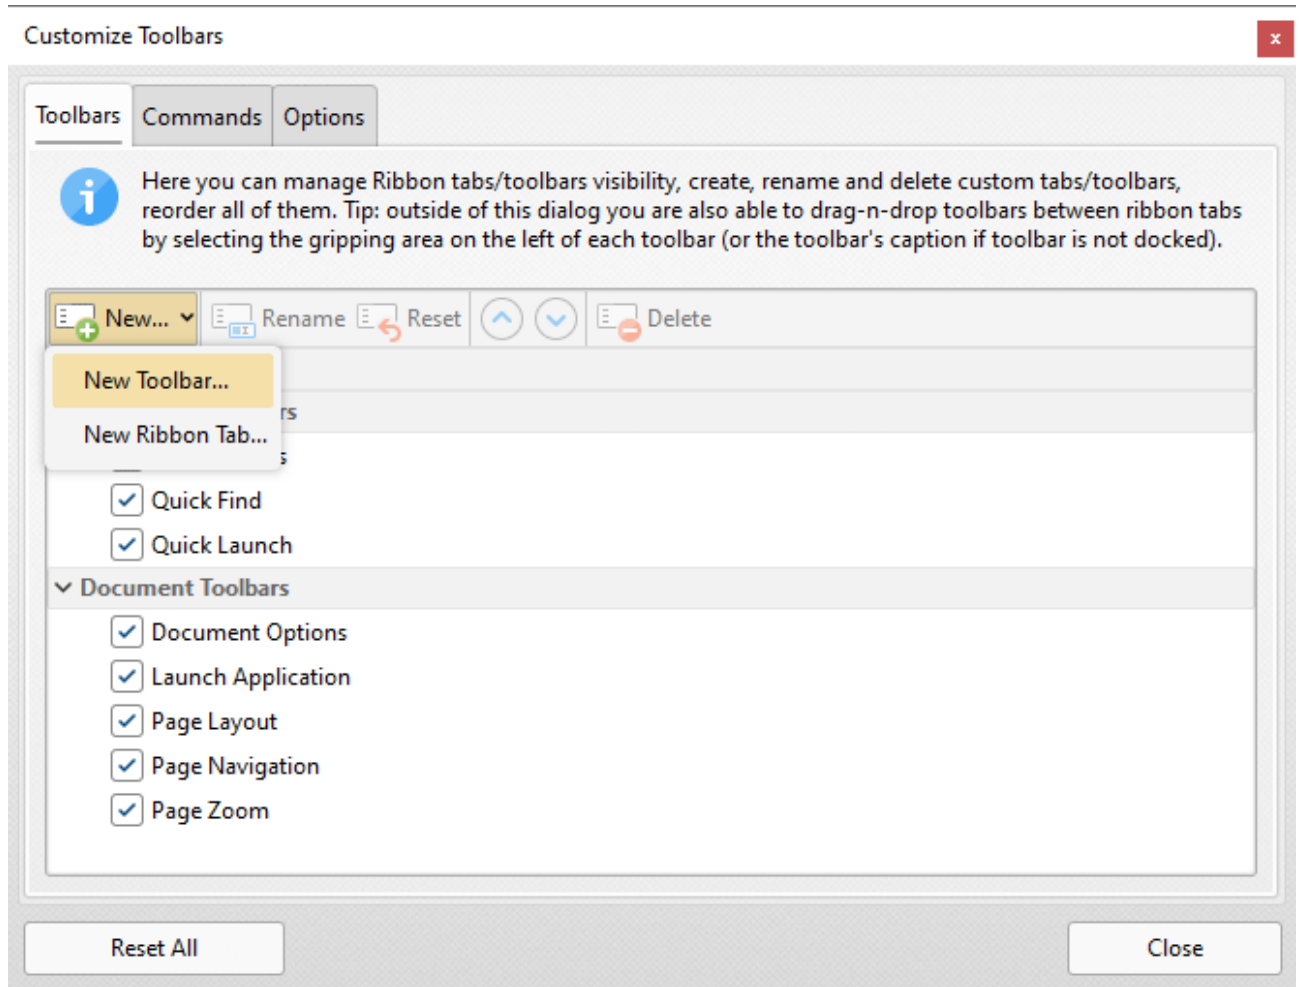 Customize Toolbars
x
Toolbars Commands Options
Here you can manage Ribbon tabs/toolbars visibility, create, rename and delete custom tabs/toolbars,
reorder all of them. Tip: outside of this dialog you are also able to drag-n-drop toolbars between ribbon tabs
by selecting the gripping area on the left of each toolbar (or the toolbar's caption if toolbar is not docked).
New... Rename Reset Delete
New Toolbar...
New Ribbon Tab...
Quick Find
Quick Launch
Document Toolbars
Document Options
Launch Application
Page Layout
Page Navigation
Page Zoom
Reset All Close